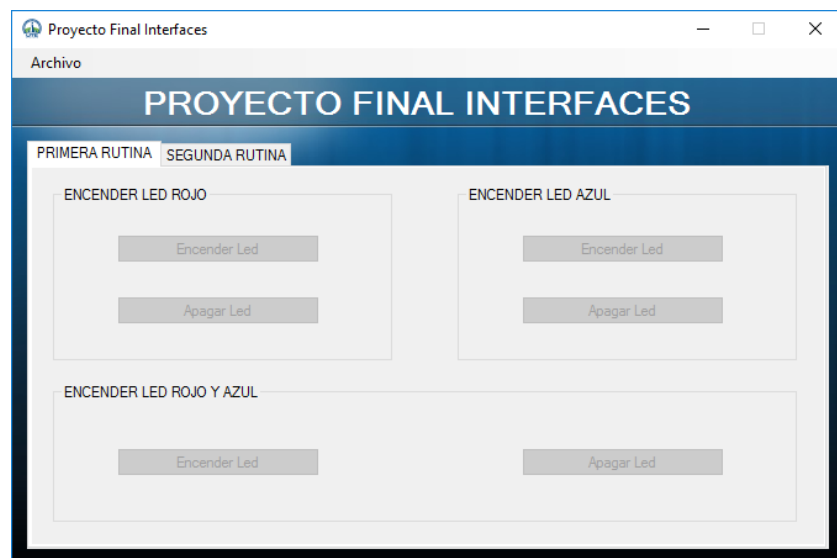 Proyecto Final Interfaces
Archivo
PROYECTO FINAL INTERFACES
PRIMERA RUTINA SEGUNDA RUTINA
ENCENDER LED ROJO
Encender Led
Apagar Led
ENCENDER LED AZUL
Encender Led
Apagar Led
ENCENDER LED ROJO Y AZUL
Encender Led Apagar Led